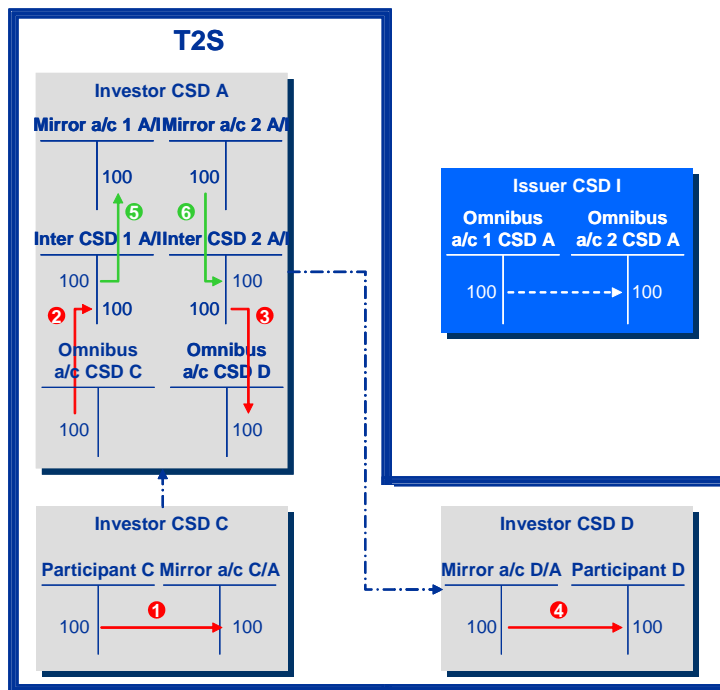 T2S
Investor CSD A
Mirror a/c 1 A/I Mirror a/c 2 A/I
100 100
5 6
Inter CSD 1 A/I Inter CSD 2 A/I
100 100
100 100
2 3
Omnibus a/c CSD C
Omnibus a/c CSD D
100 100
Issuer CSD I
Omnibus a/c 1 CSD A
Omnibus a/c 2 CSD A
100 100
Investor CSD C
Participant C Mirror a/c C/A
1
100 100
Investor CSD D
Mirror a/c D/A Participant D
4
100 100